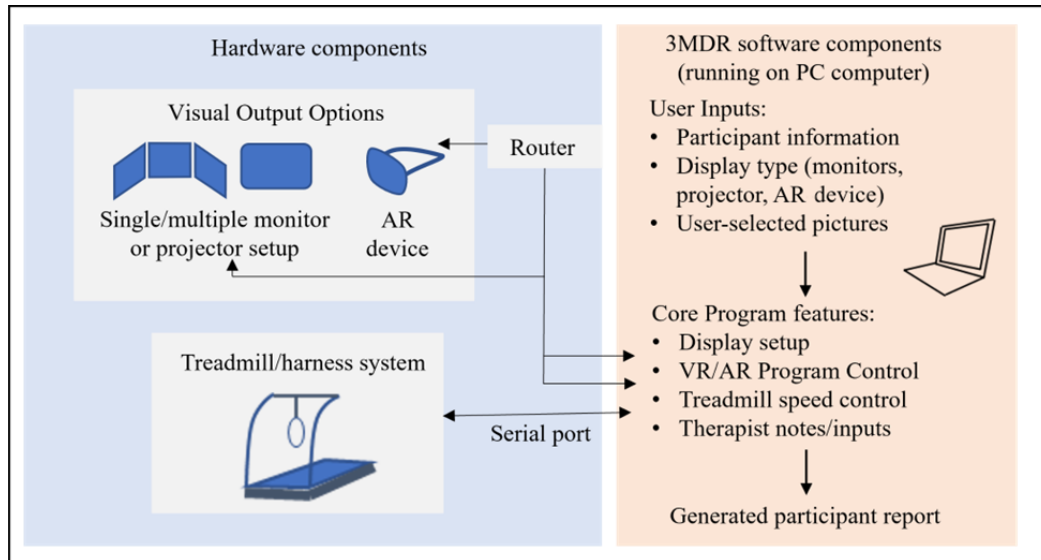 Hardware components
Visual Output Options
Single/multiple monitor
or projector setup
AR
device
Router
Treadmill/harness system
Serial port
3MDR software components
(running on PC computer)
User Inputs:
• Participant information
• Display type (monitors,
projector, AR device)
• User-selected pictures
Core Program features:
• Display setup
• VR/AR Program Control
• Treadmill speed control
• Therapist notes/inputs
Generated participant report